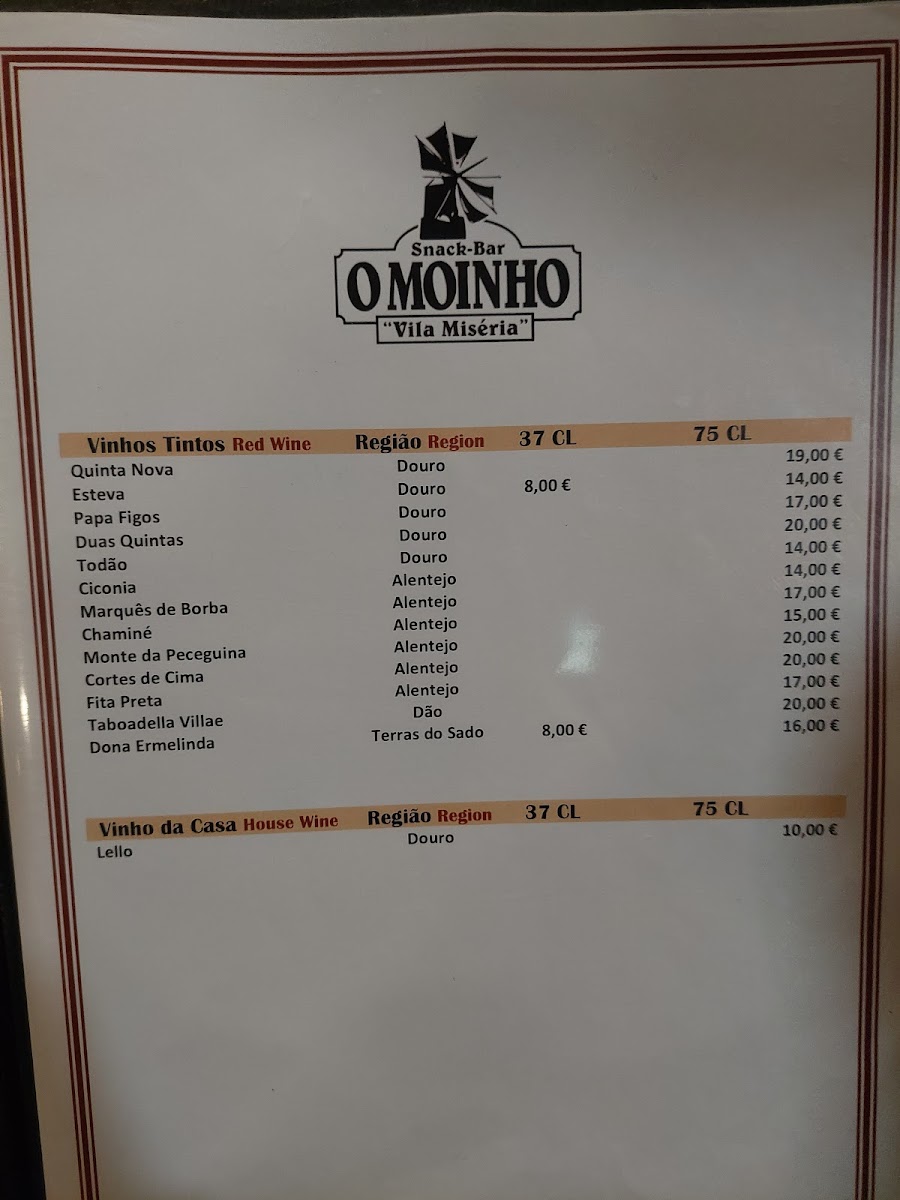 Snack-Bar
O MOINHO
"Vila Miséria"
Vinhos Tintos Red Wine Região Region 37 CL 75 CL
Quinta Nova Douro 19,00 €
Esteva Douro 8,00 € 14,00 €
Papa Figos Douro 17,00 €
Duas Quintas Douro 20,00 €
Todão Douro 14,00 €
Ciconia Alentejo 14,00 €
Marquês de Borba Alentejo 17,00 €
Chaminé Alentejo 15,00 €
Monte da Peceguina Alentejo 20,00 €
Cortes de Cima Alentejo 20,00 €
Fita Preta Alentejo 17,00 €
Taboadella Villae Dão 20,00 €
Dona Ermelinda Terras do Sado 8,00 € 16,00 €
Vinho da Casa House Wine Região Region 37 CL 75 CL
Lello Douro 10,00 €